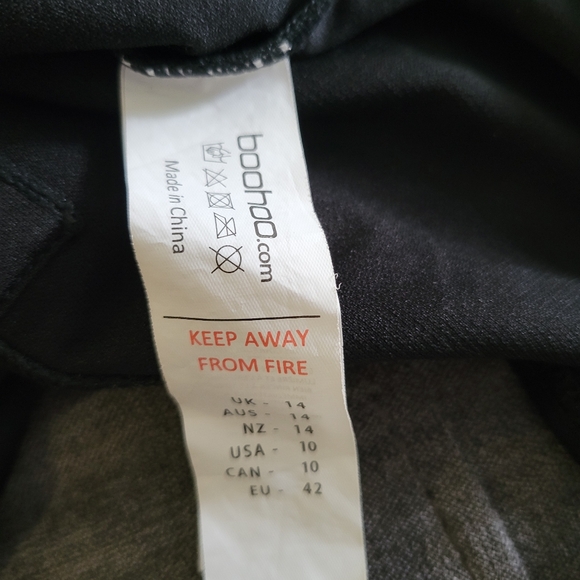 boohoo.com
Made in China
KEEP AWAY
FROM FIRE
UK - 14
AUS - 14
NZ - 14
USA - 10
CAN - 10
EU - 42